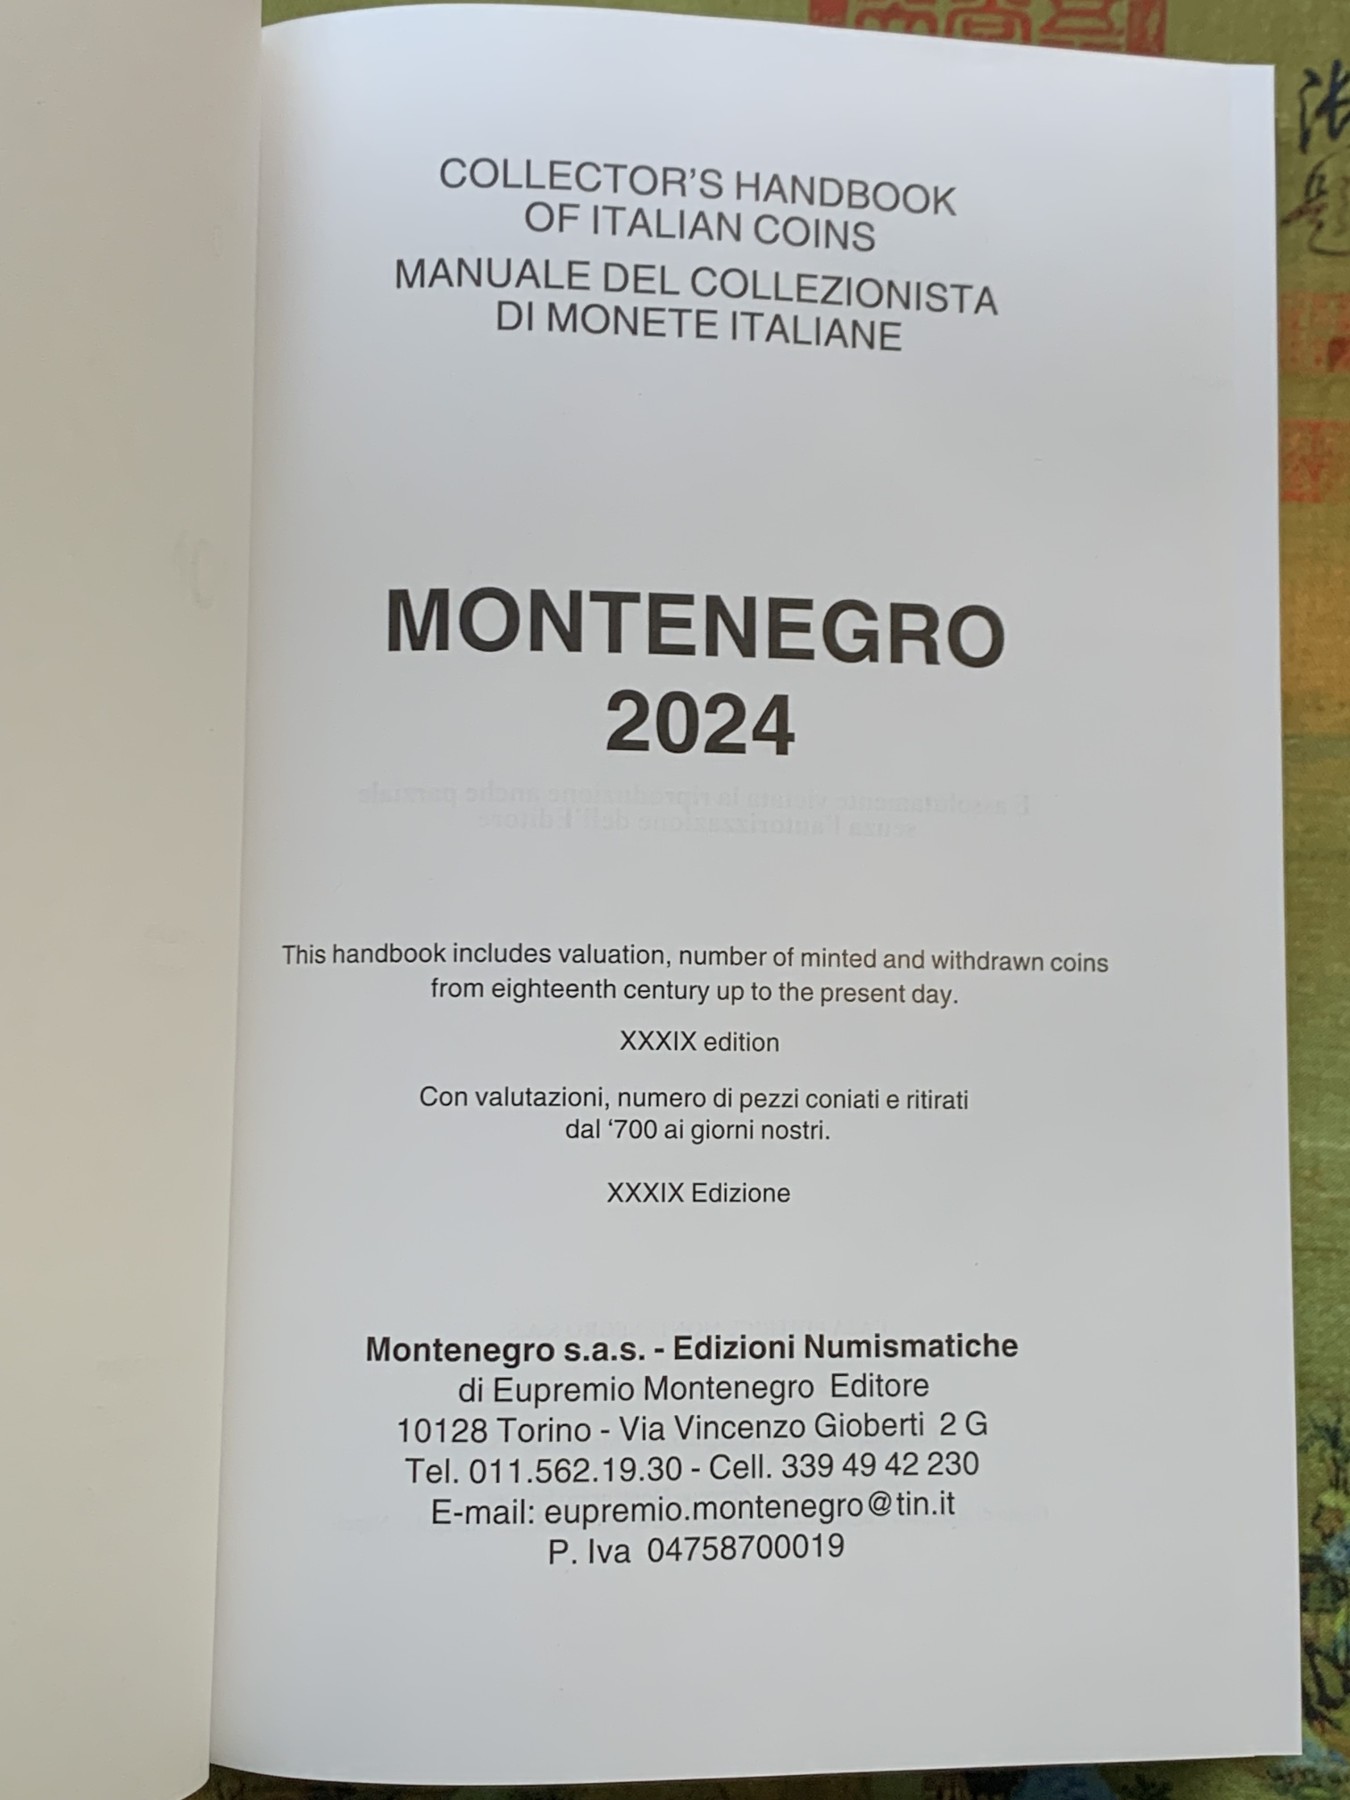 COLLECTOR'S HANDBOOK
OF ITALIAN COINS
MANUALE DEL COLLEZIONISTA
DI MONETE ITALIANE
MONTENEGRO
2024
This handbook includes valuation, number of minted and withdrawn coins
from eighteenth century up to the present day.
XXXIX edition
Con valutazioni, numero di pezzi coniati e ritirati
dal ‘700 ai giorni nostri.
XXXIX Edizione
Montenegro s.a.s. - Edizioni Numismatiche
di Eupremio Montenegro Editore
10128 Torino - Via Vincenzo Gioberti 2 G
Tel. 011.562.19.30 - Cell. 339 49 42 230
E-mail: eupremio.montenegro@tin.it
P. Iva 04758700019